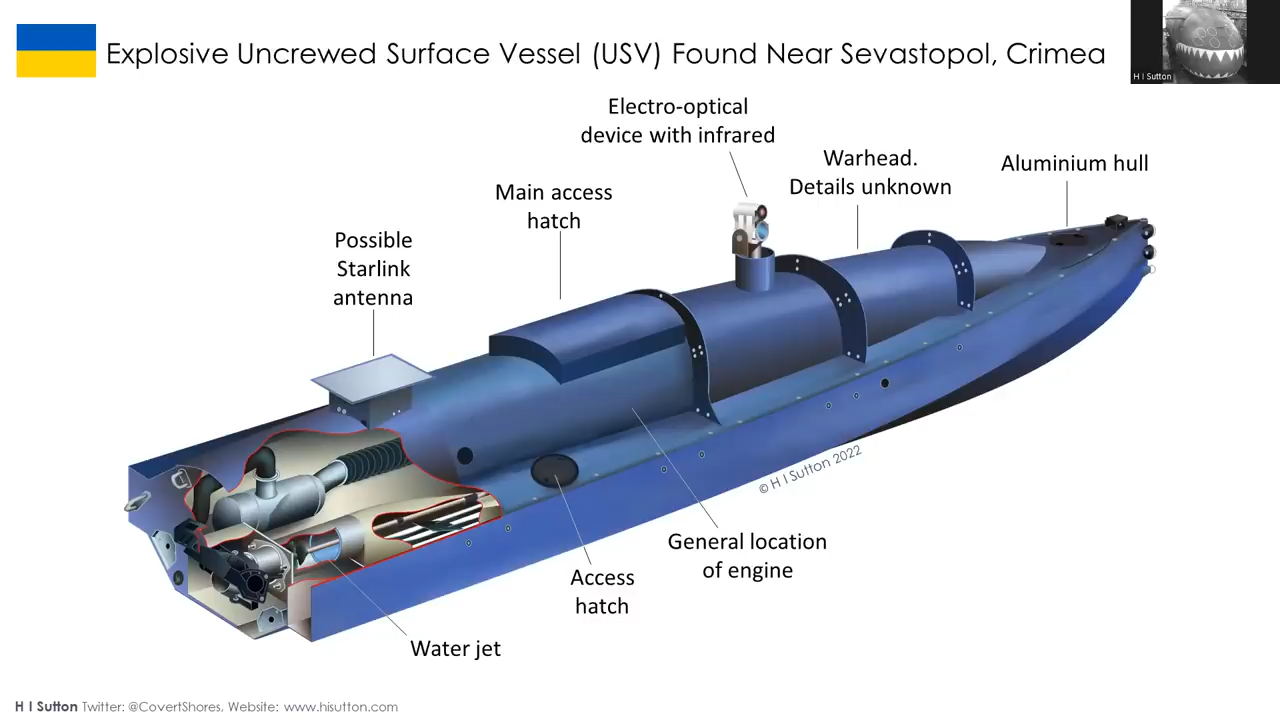 Explosive Uncrewed Surface Vessel (USV) Found Near Sevastopol, Crimea
H I Sutton
Electro-optical
device with infrared
Warhead.
Details unknown
Aluminium hull
Main access
hatch
Possible
Starlink
antenna
© H I Sutton 2022
General location
of engine
Access
hatch
Water jet
H I Sutton Twitter: @CovertShores, Website: www.hisutton.com